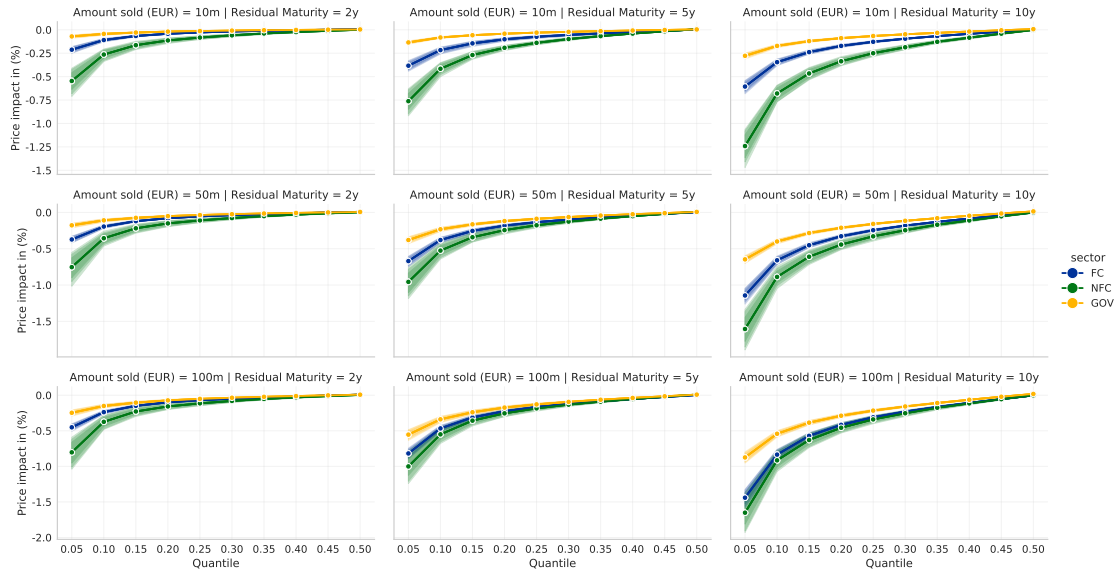 Amount sold (EUR) = 10m | Residual Maturity = 2y
Amount sold (EUR) = 10m | Residual Maturity = 5y
Amount sold (EUR) = 10m | Residual Maturity = 10y
Price impact in (%)
0.00
-0.25
-0.50
-0.75
-1.00
-1.25
-1.5
Amount sold (EUR) = 50m | Residual Maturity = 2y
Amount sold (EUR) = 50m | Residual Maturity = 5y
Amount sold (EUR) = 50m | Residual Maturity = 10y
Price impact in (%)
0.0
-0.5
-1.0
-1.5
sector
FC
NFC
GOV
Amount sold (EUR) = 100m | Residual Maturity = 2y
Amount sold (EUR) = 100m | Residual Maturity = 5y
Amount sold (EUR) = 100m | Residual Maturity = 10y
Price impact in (%)
0.0
-0.5
-1.0
-1.5
-2.0
0.05 0.10 0.15 0.20 0.25 0.30 0.35 0.40 0.45 0.50
Quantile
0.05 0.10 0.15 0.20 0.25 0.30 0.35 0.40 0.45 0.50
Quantile
0.05 0.10 0.15 0.20 0.25 0.30 0.35 0.40 0.45 0.50
Quantile